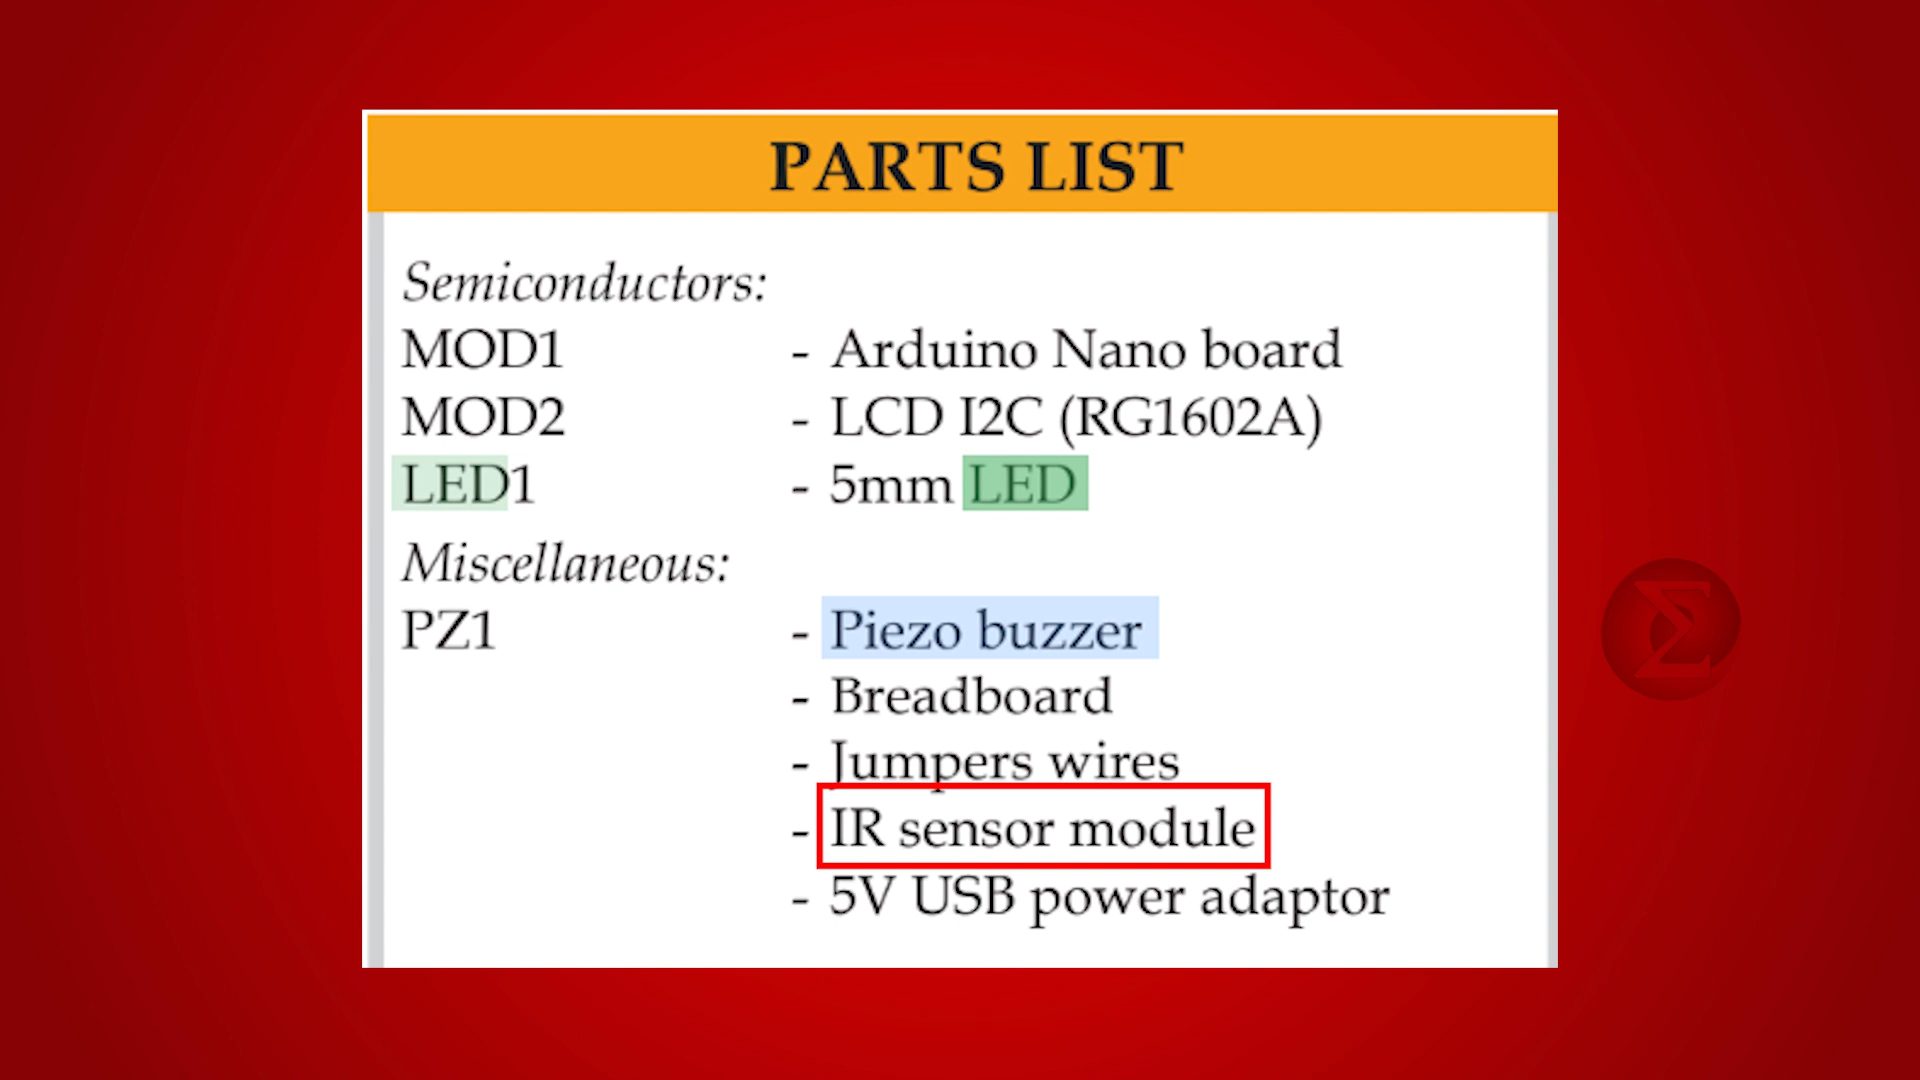 PARTS LIST
Semiconductors:
MOD1 - Arduino Nano board
MOD2 - LCD I2C (RG1602A)
LED1 - 5mm LED
Miscellaneous:
PZ1 - Piezo buzzer
- Breadboard
- Jumpers wires
- IR sensor module
- 5V USB power adaptor